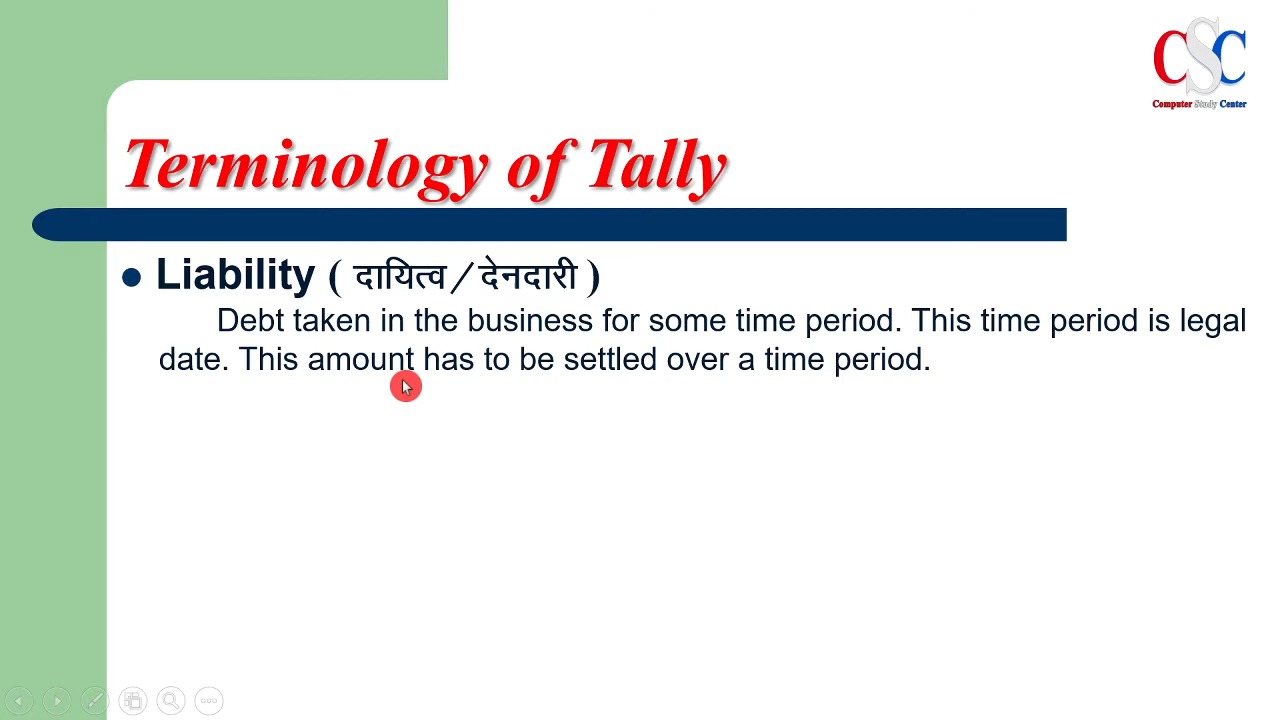 CSC
Computer Study Center
Terminology of Tally
Liability ( दायित्व / देनदारी )
Debt taken in the business for some time period. This time period is legal
date. This amount has to be settled over a time period.